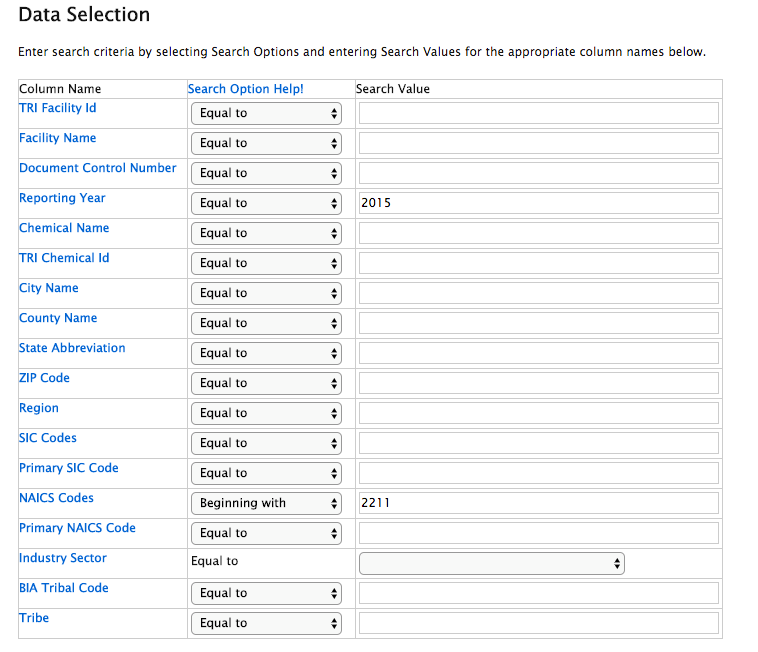 Data Selection
Enter search criteria by selecting Search Options and entering Search Values for the appropriate column names below.
Column Name Search Option Help! Search Value
TRI Facility Id Equal to
Facility Name Equal to
Document Control Number Equal to
Reporting Year Equal to 2015
Chemical Name Equal to
TRI Chemical Id Equal to
City Name Equal to
County Name Equal to
State Abbreviation Equal to
ZIP Code Equal to
Region Equal to
SIC Codes Equal to
Primary SIC Code Equal to
NAICS Codes Beginning with 2211
Primary NAICS Code Equal to
Industry Sector Equal to
BIA Tribal Code Equal to
Tribe Equal to